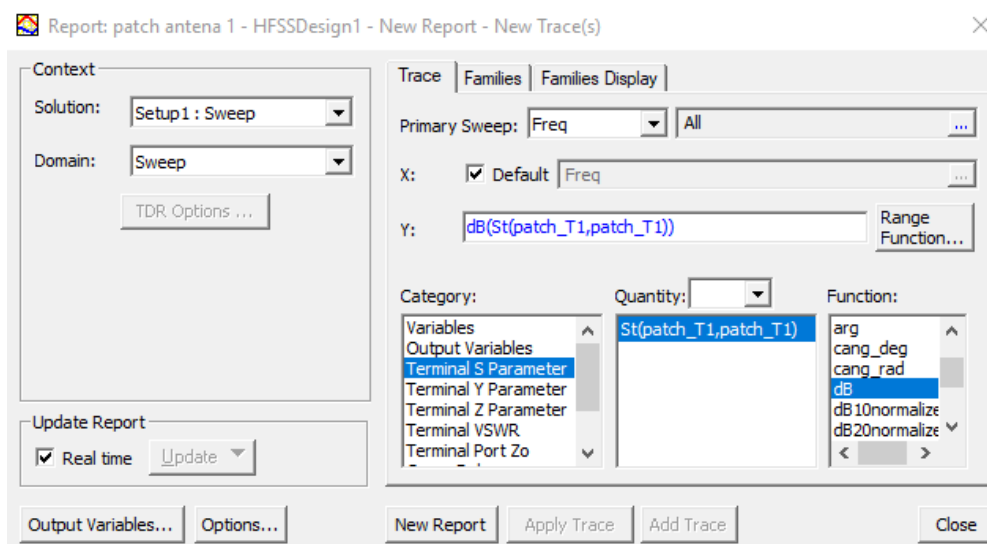 Report: patch antena 1 - HFSSDesign1 - New Report - New Trace(s)
Context
Solution:
Setup1 : Sweep
Domain:
Sweep
TDR Options ...
Update Report
Real time
Update
Output Variables...
Options...
Trace
Families
Families Display
Primary Sweep:
Freq
All
...
X:
Default
Freq
...
Y:
dB(St(patch_T1,patch_T1))
Range
Function...
Category:
Variables
Output Variables
Terminal S Parameter
Terminal Y Parameter
Terminal Z Parameter
Terminal VSWR
Terminal Port Zo
Quantity:
St(patch_T1,patch_T1)
Function:
arg
cang_deg
cang_rad
dB
dB10normalize
dB20normalize
New Report
Apply Trace
Add Trace
Close